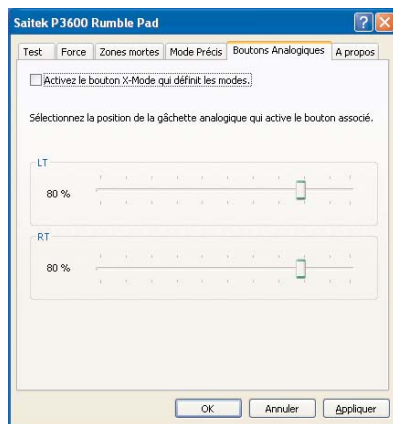 Saitek P3600 Rumble Pad
Test Force Zones mortes Mode Précis Boutons Analogiques A propos
Activez le bouton X-Mode qui définit les modes.
Sélectionnez la position de la gâchette analogique qui active le bouton associé.
LT
80 %
RT
80 %
OK Annuler Appliquer